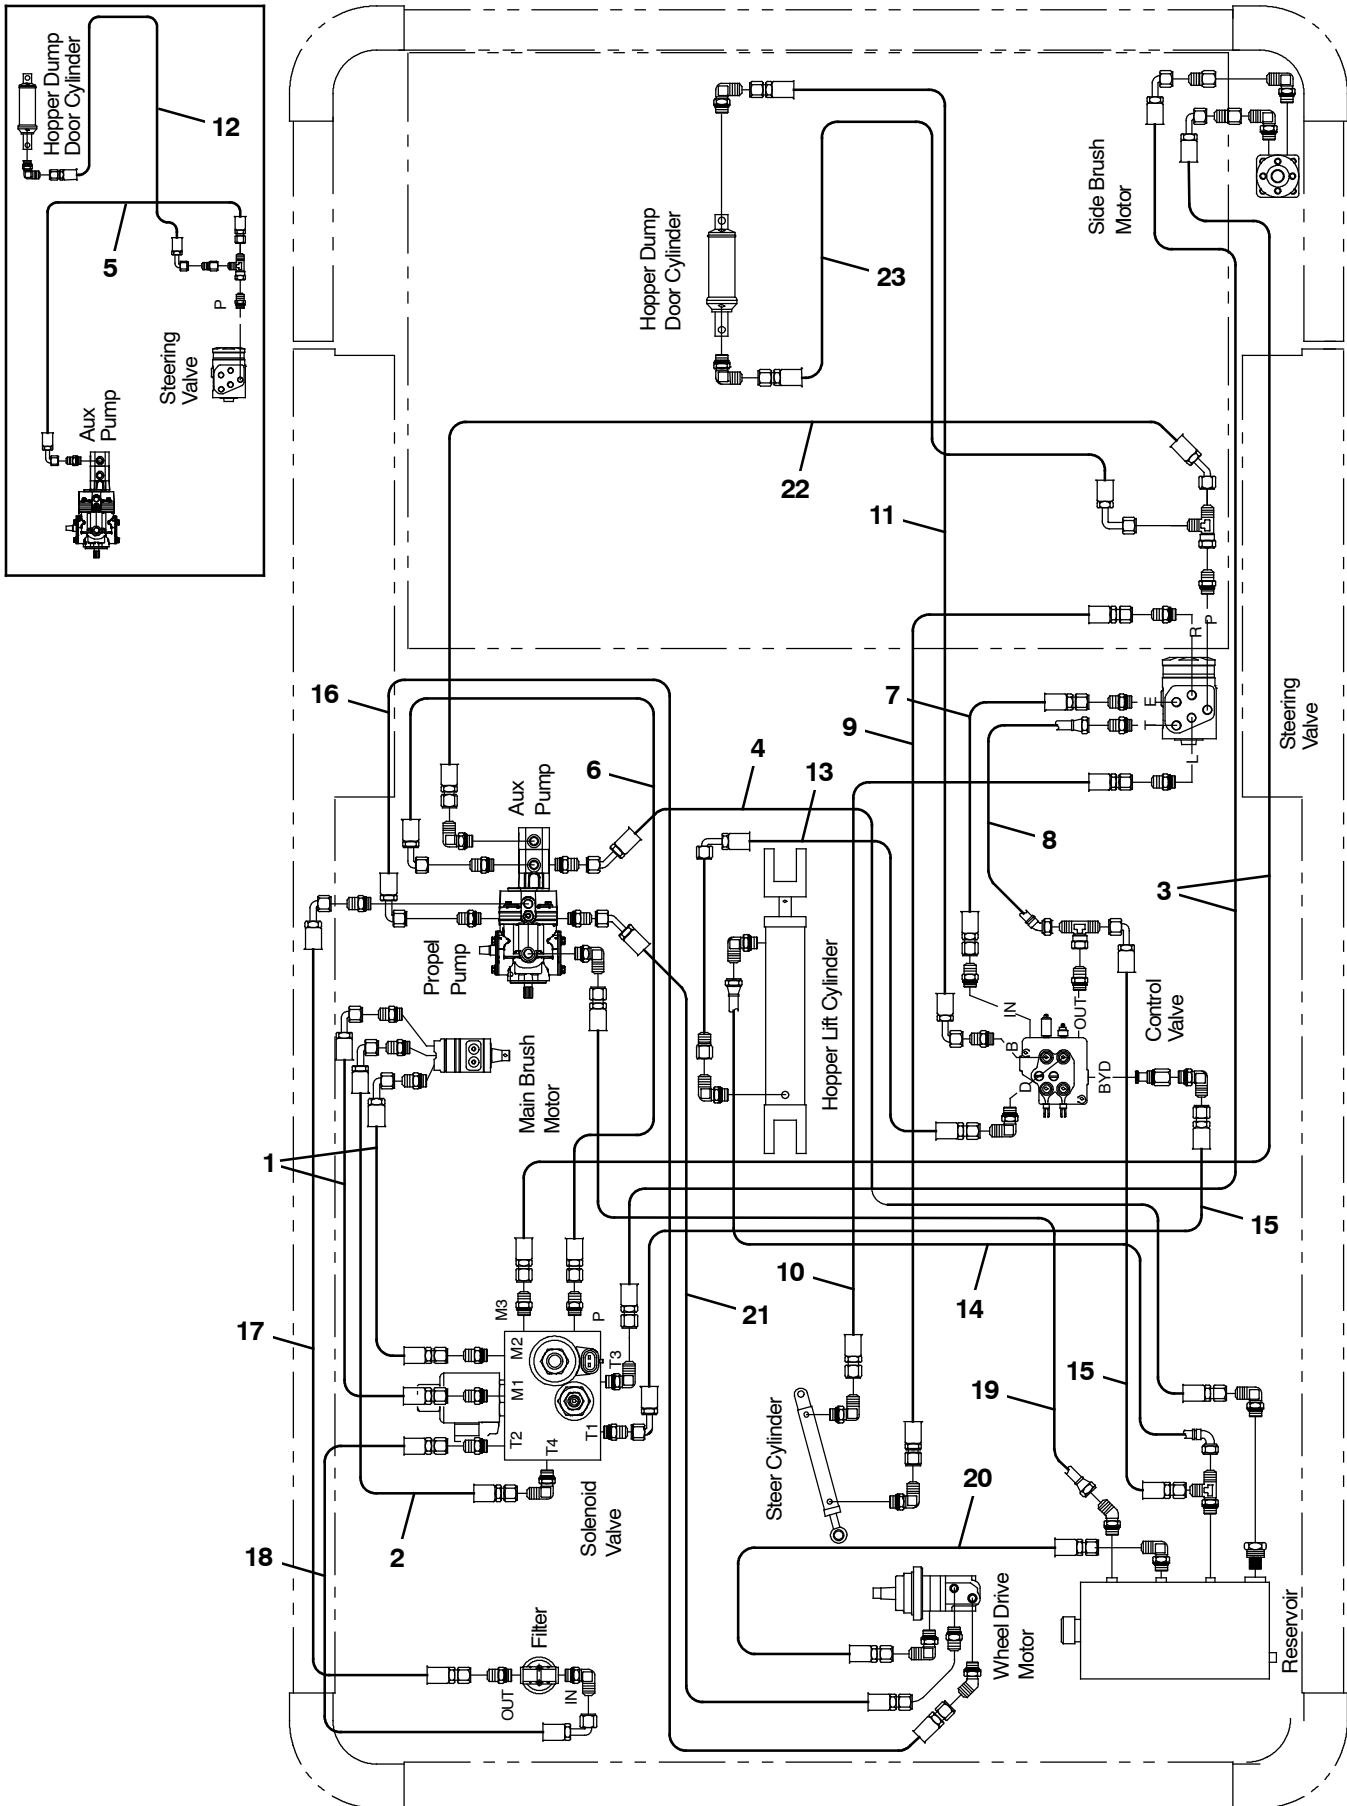 Hopper Dump
Door Cylinder
12
5
P
Steering
Valve
Aux
Pump
Side Brush
Motor
Hopper Dump
Door Cylinder
23
22
11
R
P
E
T
L
Steering
Valve
16
7
9
4
13
6
8
3
Aux
Pump
Propel
Pump
Main Brush
Motor
Hopper Lift Cylinder
IN
B
D
OUT
BYD
Control
Valve
1
15
10
14
21
17
M3
P
M2
M1
T3
T2
T1
T4
Solenoid
Valve
19
15
Steer Cylinder
20
2
18
Filter
OUT
IN
Wheel Drive
Motor
Reservoir